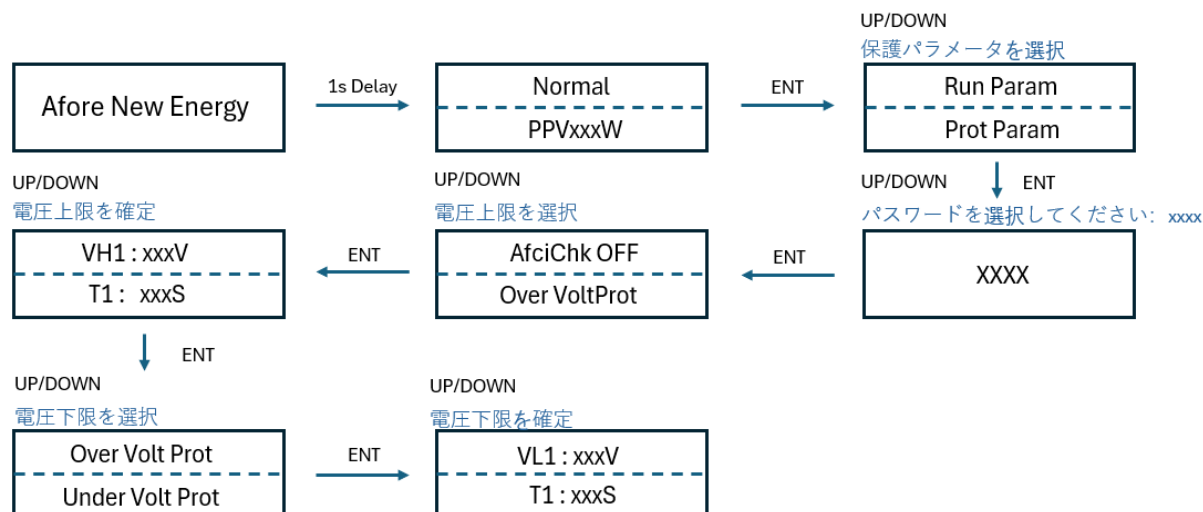 UP/DOWN
保護パラメータを選択
Afore New Energy
1s Delay
Normal
PPVxxxW
ENT
Run Param
Prot Param
ENT
UP/DOWN
パスワードを選択してください: xxxx
XXXX
ENT
UP/DOWN
電圧上限を選択
AfciChk OFF
Over VoltProt
ENT
UP/DOWN
電圧上限を確定
VH1 : xxxV
T1 : xxxS
ENT
UP/DOWN
電圧下限を選択
Over Volt Prot
Under Volt Prot
ENT
UP/DOWN
電圧下限を確定
VL1 : xxxV
T1 : xxxS